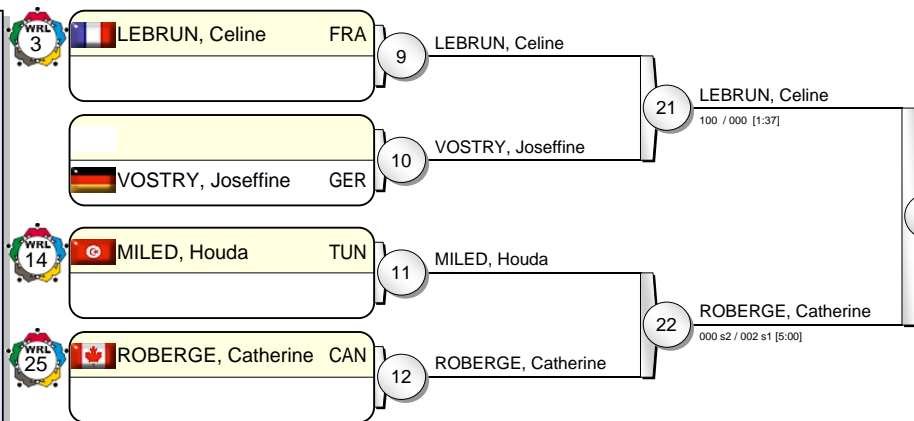 WRL
3
LEBRUN, Celine FRA
9
LEBRUN, Celine
21
LEBRUN, Celine
100 / 000 [1:37]
10
VOSTRY, Joseffine
VOSTRY, Joseffine GER
WRL
14
MILED, Houda TUN
11
MILED, Houda
22
ROBERGE, Catherine
000 s2 / 002 s1 [5:00]
WRL
25
ROBERGE, Catherine CAN
12
ROBERGE, Catherine